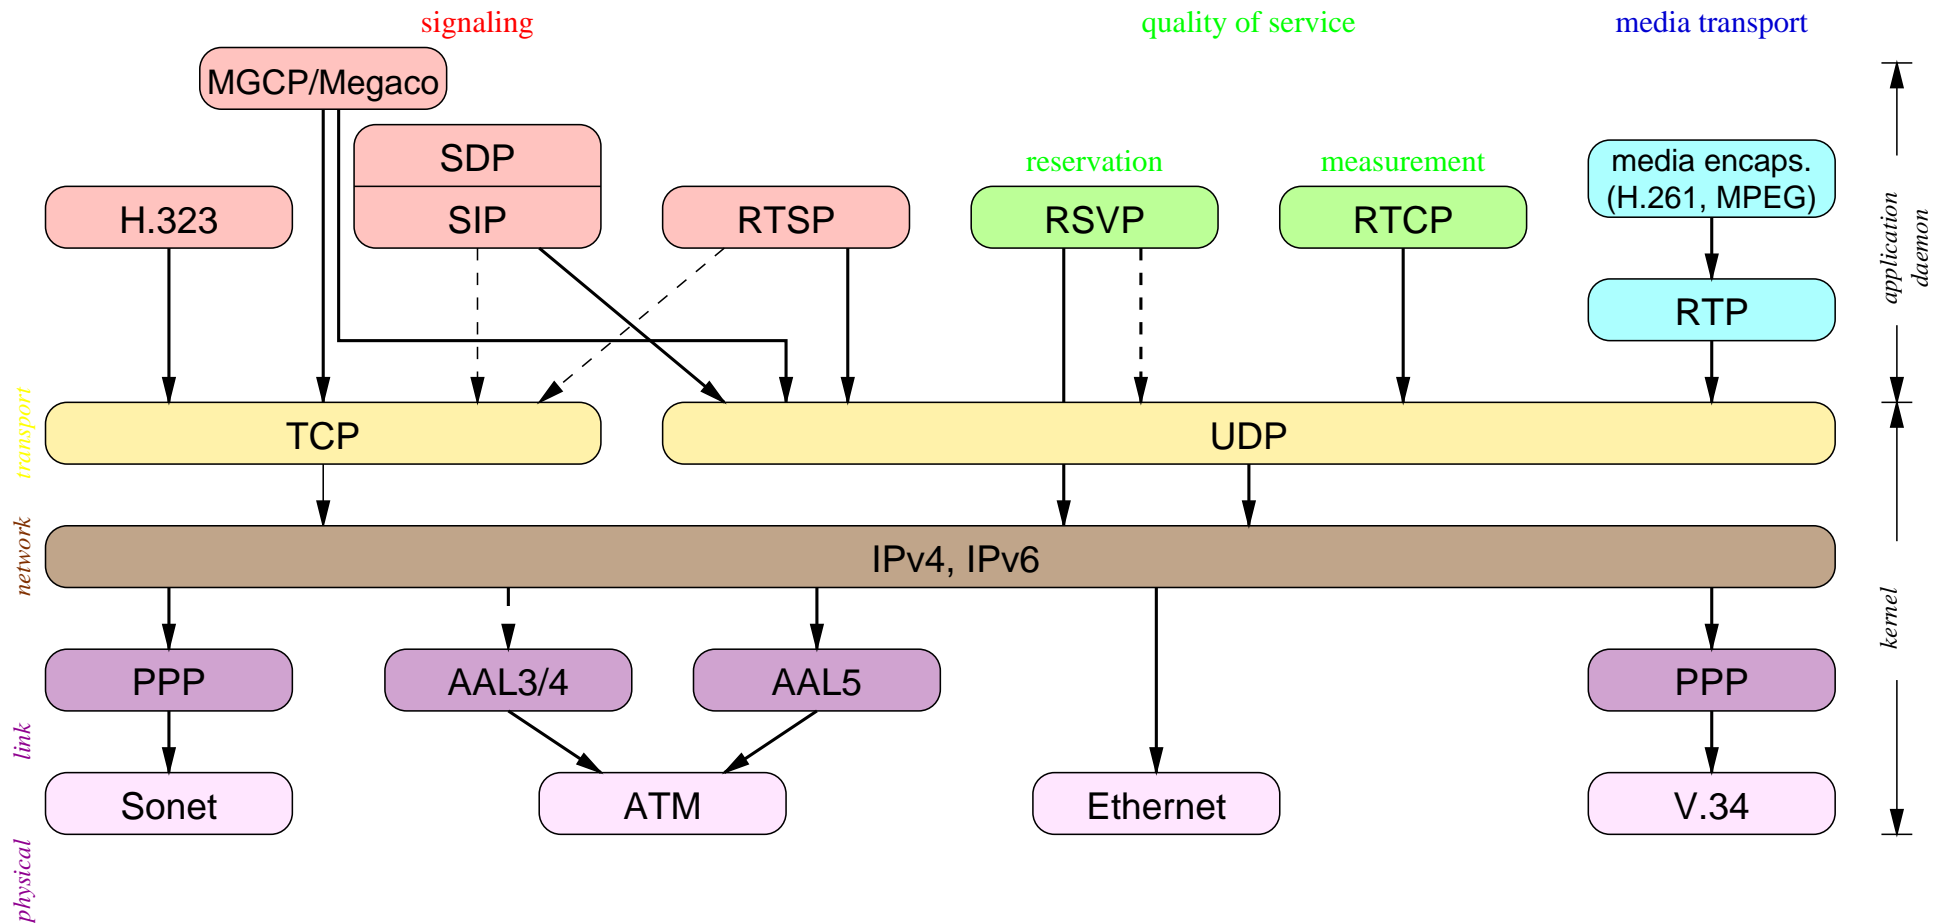 signaling
quality of service
media transport
MGCP/Megaco
SDP
SIP
H.323
RTSP
reservation
RSVP
measurement
RTCP
media encaps.
(H.261, MPEG)
RTP
application
daemon
transport
TCP
UDP
network
IPv4, IPv6
kernel
PPP
AAL3/4
AAL5
PPP
link
Sonet
ATM
Ethernet
V.34
physical